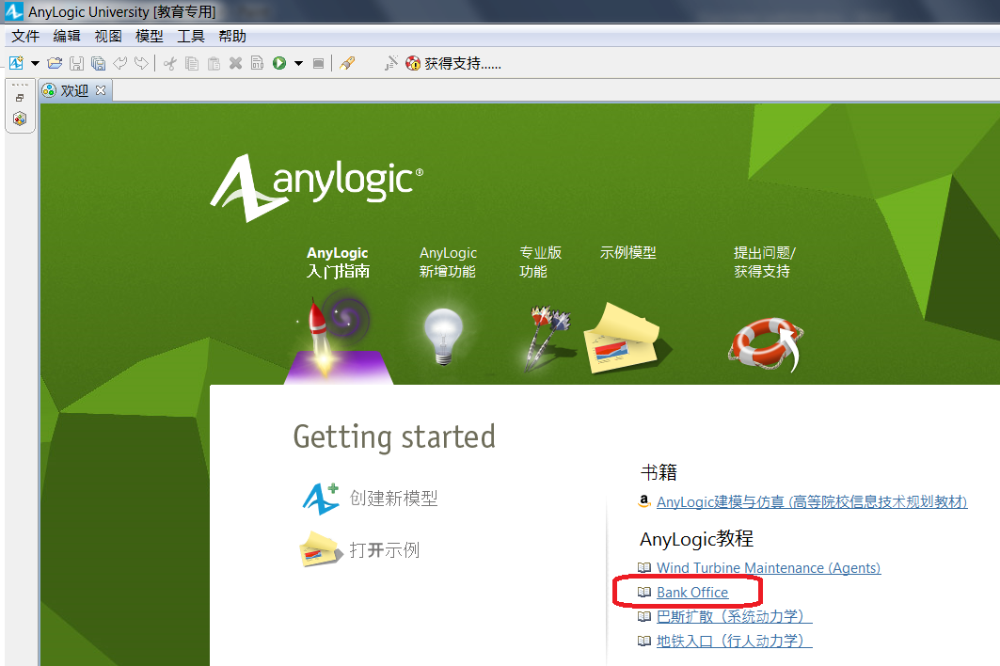 AnyLogic University [教育专用]
文件 编辑 视图 模型 工具 帮助
获得支持......
欢迎
anylogic®
AnyLogic
入门指南
AnyLogic
新增功能
专业版
功能
示例模型
提出问题/
获得支持
Getting started
创建新模型
打开示例
书籍
AnyLogic建模与仿真 (高等院校信息技术规划教材)
AnyLogic教程
Wind Turbine Maintenance (Agents)
Bank Office
巴斯扩散（系统动力学）
地铁入口（行人动力学）